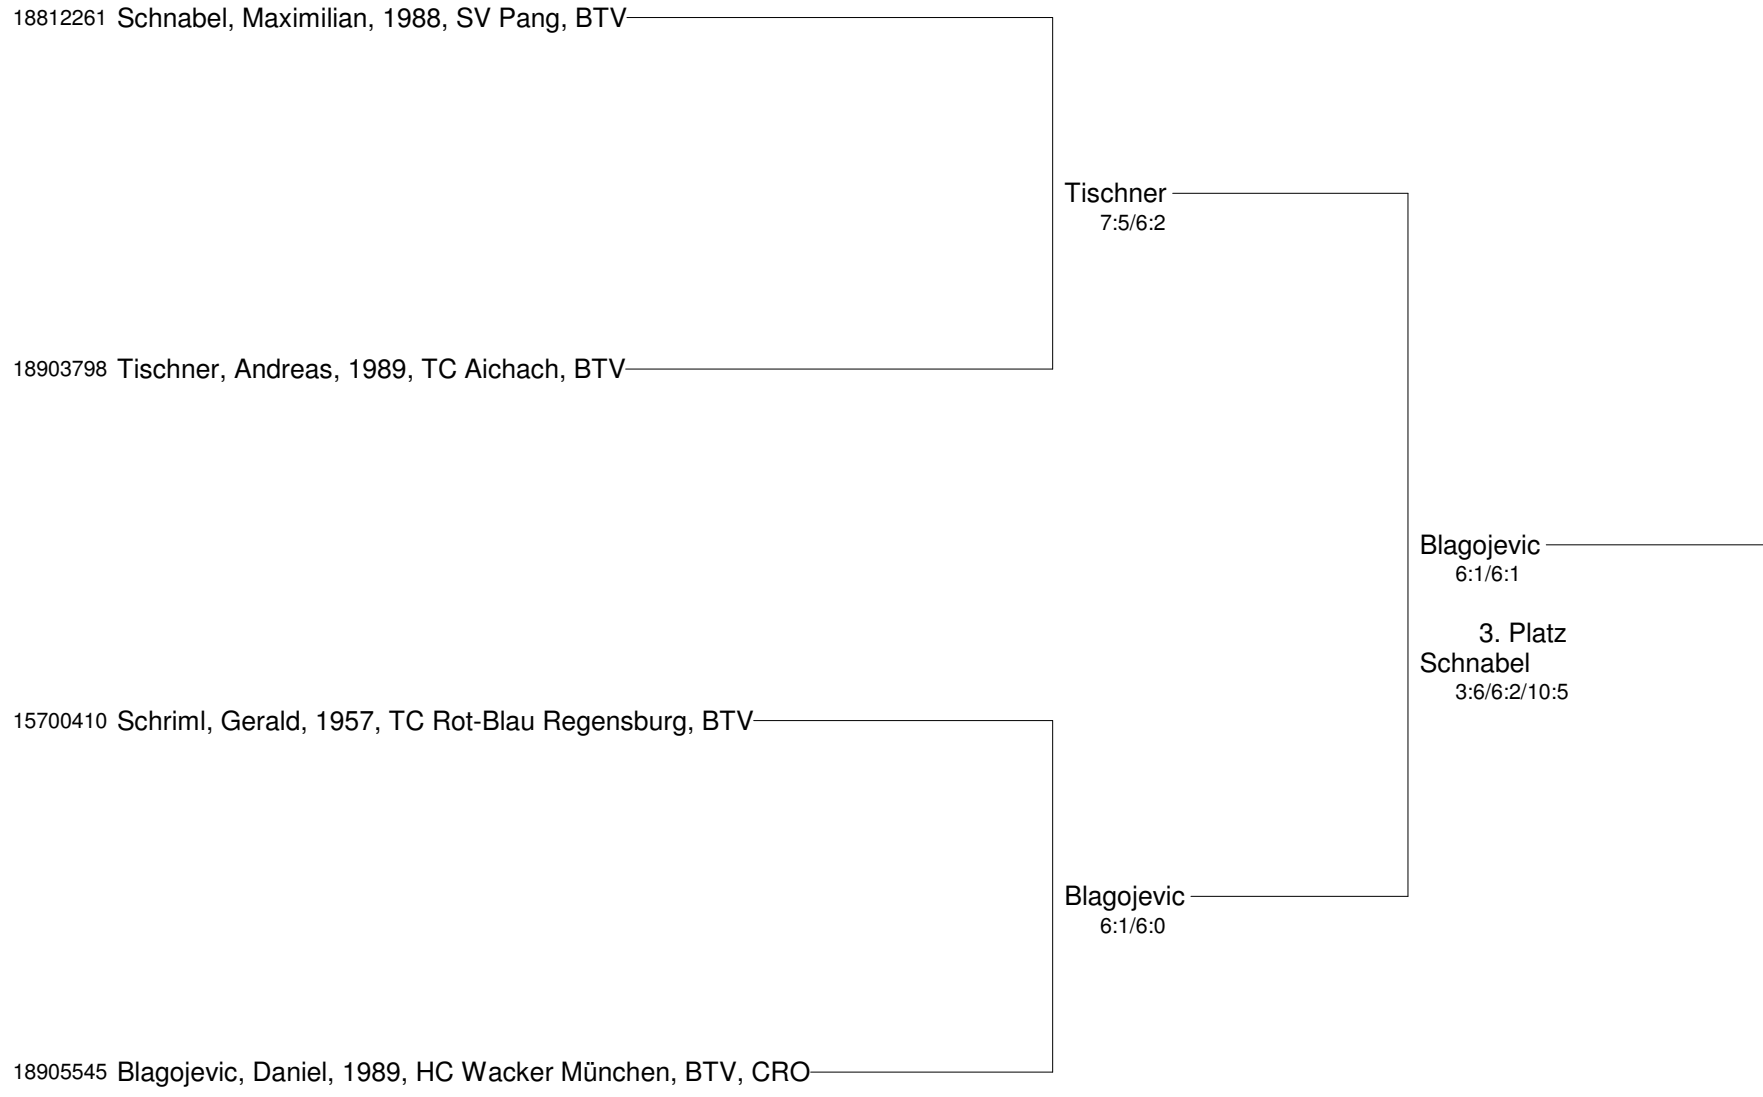 18812261 Schnabel, Maximilian, 1988, SV Pang, BTV
Tischner
7:5/6:2
18903798 Tischner, Andreas, 1989, TC Aichach, BTV
Blagojevic
6:1/6:1
3. Platz
Schnabel
3:6/6:2/10:5
15700410 Schriml, Gerald, 1957, TC Rot-Blau Regensburg, BTV
Blagojevic
6:1/6:0
18905545 Blagojevic, Daniel, 1989, HC Wacker München, BTV, CRO